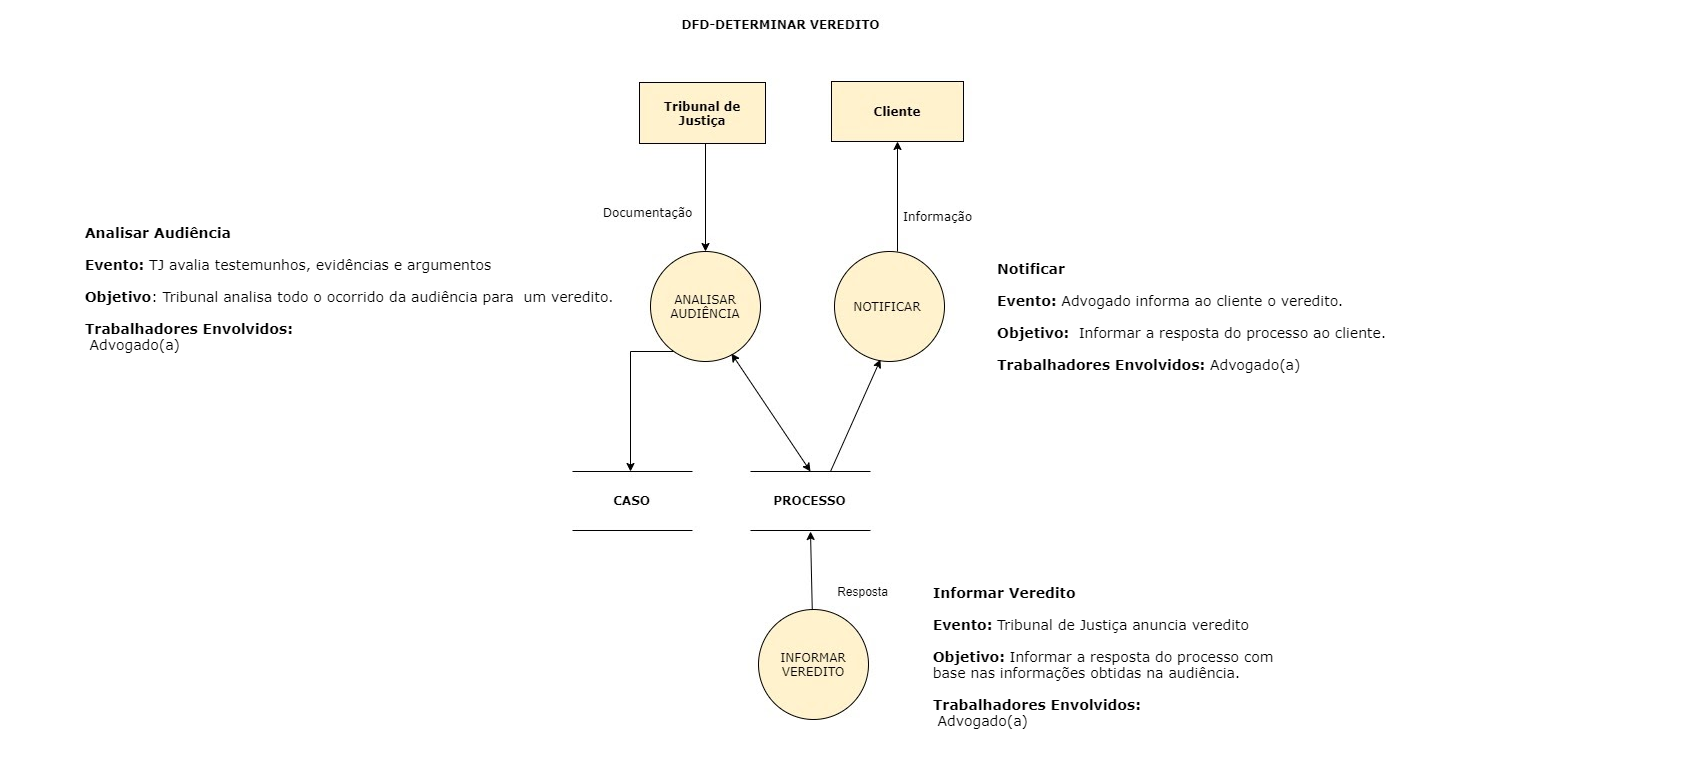 DFD-DETERMINAR VEREDITO
Tribunal de
Justiça
Cliente
Documentação
Informação
Analisar Audiência
Evento: TJ avalia testemunhos, evidências e argumentos
Objetivo: Tribunal analisa todo o ocorrido da audiência para  um veredito.
Trabalhadores Envolvidos:
Advogado(a)
ANALISAR
AUDIÊNCIA
NOTIFICAR
Notificar
Evento: Advogado informa ao cliente o veredito.
Objetivo:  Informar a resposta do processo ao cliente.
Trabalhadores Envolvidos: Advogado(a)
CASO
PROCESSO
Resposta
INFORMAR
VEREDITO
Informar Veredito
Evento: Tribunal de Justiça anuncia veredito
Objetivo: Informar a resposta do processo com
base nas informações obtidas na audiência.
Trabalhadores Envolvidos:
Advogado(a)